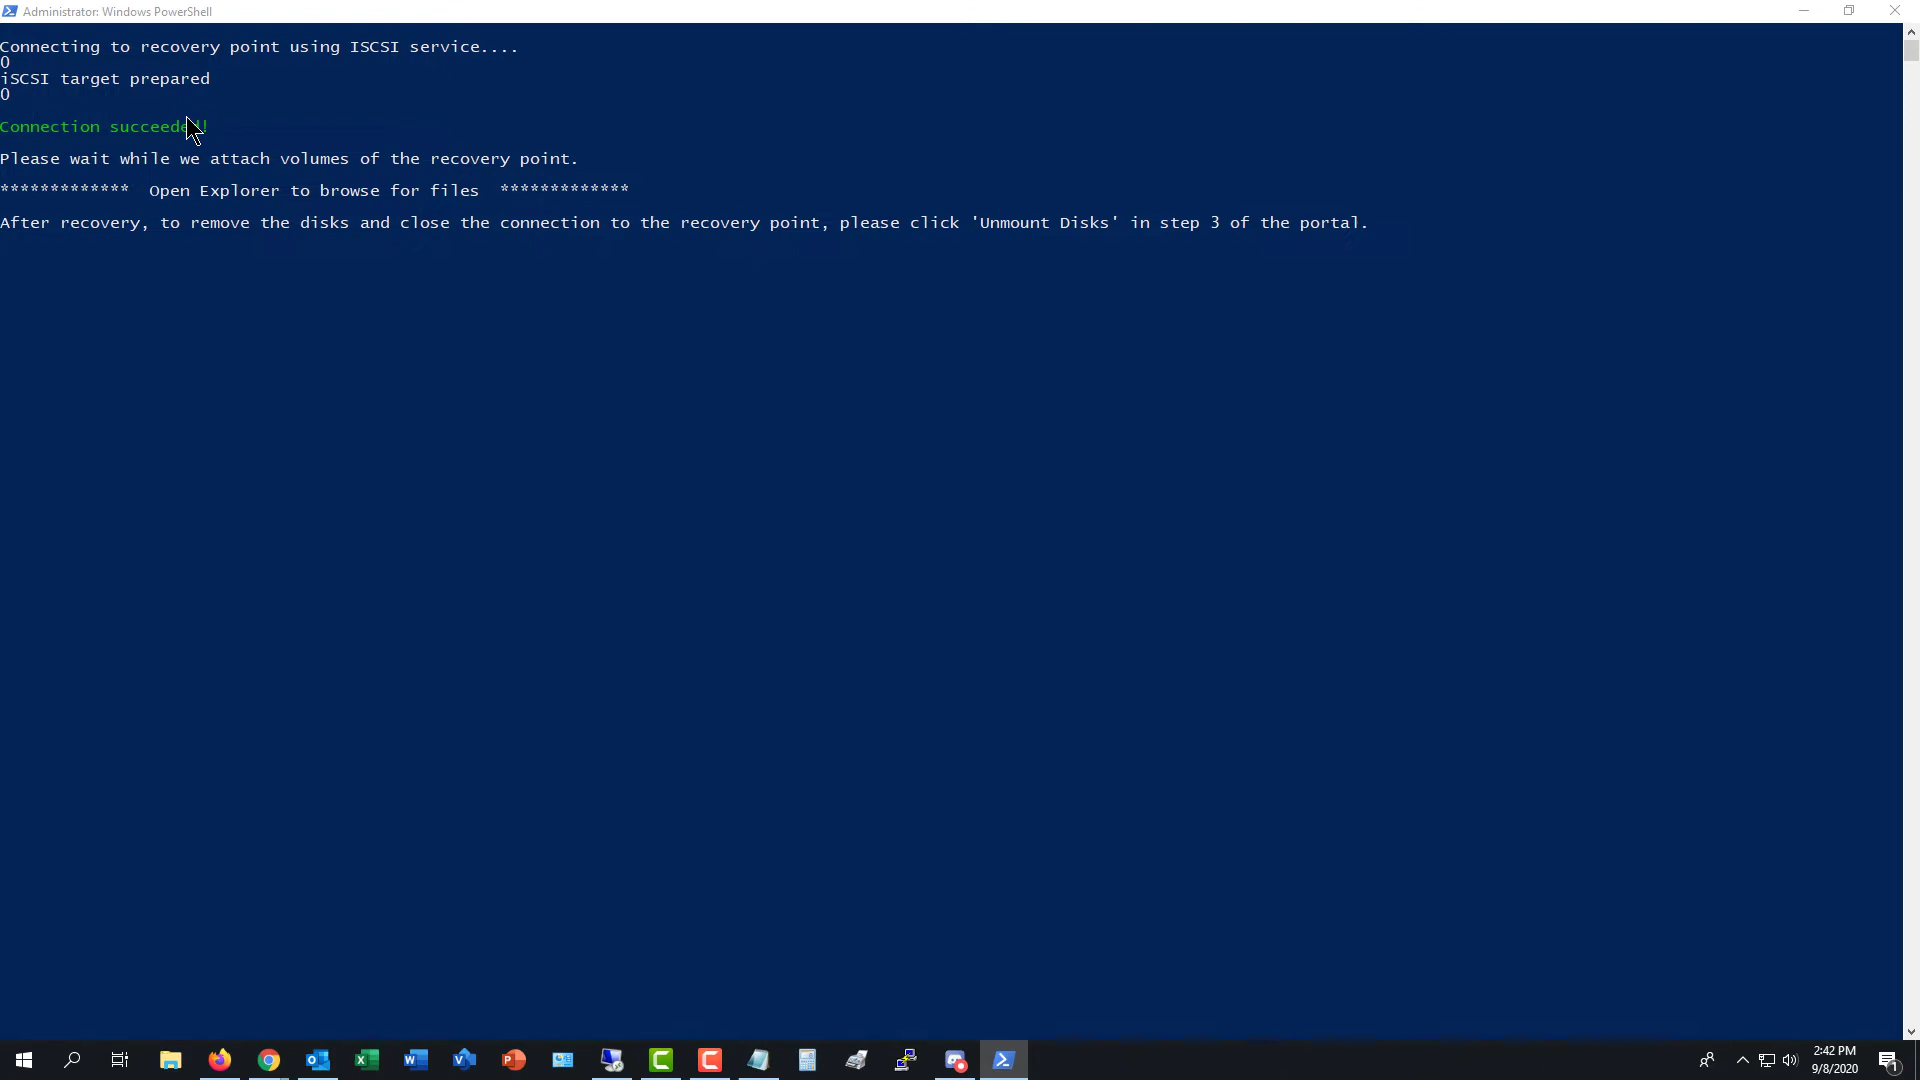 Administrator: Windows PowerShell
Connecting to recovery point using ISCSI service....
0
iSCSI target prepared
0
Connection succeeded!
Please wait while we attach volumes of the recovery point.
************* Open Explorer to browse for files *************
After recovery, to remove the disks and close the connection to the recovery point, please click 'Unmount Disks' in step 3 of the portal.
2:42 PM
9/8/2020
1